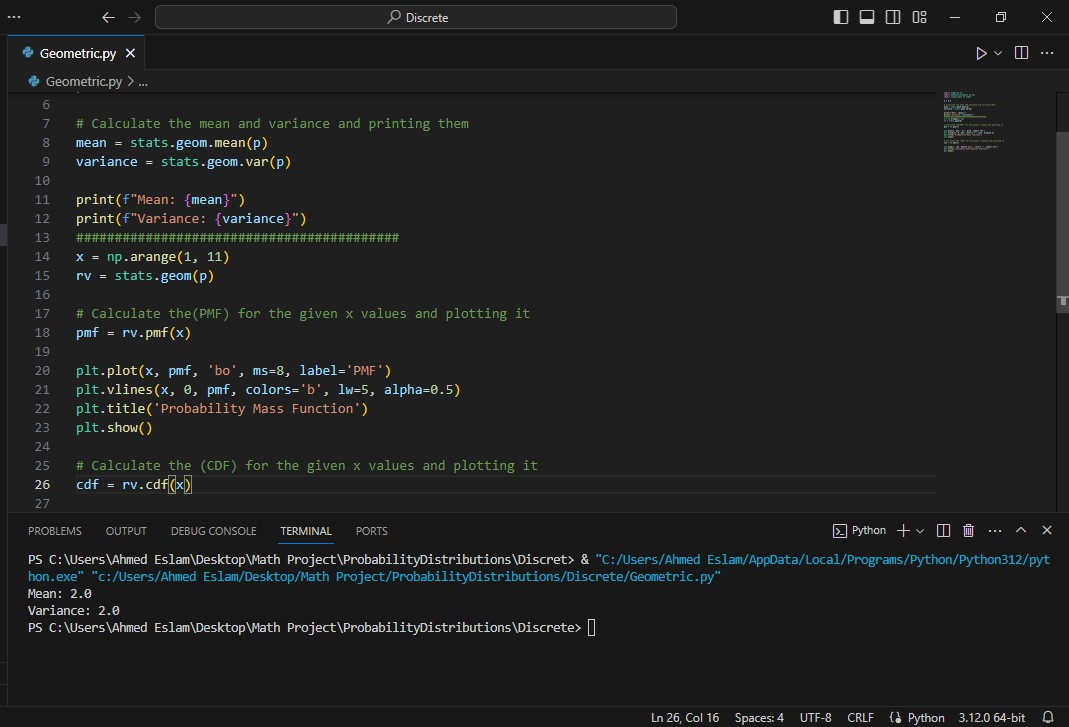 Discrete
Geometric.py
Geometric.py > ...
6
7 # Calculate the mean and variance and printing them
8 mean = stats.geom.mean(p)
9 variance = stats.geom.var(p)
10
11 print(f"Mean: {mean}")
12 print(f"Variance: {variance}")
13 ##########################################
14 x = np.arange(1, 11)
15 rv = stats.geom(p)
16
17 # Calculate the(PMF) for the given x values and plotting it
18 pmf = rv.pmf(x)
19
20 plt.plot(x, pmf, 'bo', ms=8, label='PMF')
21 plt.vlines(x, 0, pmf, colors='b', lw=5, alpha=0.5)
22 plt.title('Probability Mass Function')
23 plt.show()
24
25 # Calculate the (CDF) for the given x values and plotting it
26 cdf = rv.cdf(x)
27
PROBLEMS OUTPUT DEBUG CONSOLE TERMINAL PORTS Python
PS C:\Users\Ahmed Eslam\Desktop\Math Project\ProbabilityDistributions\Discret> & "C:/Users/Ahmed Eslam/AppData/Local/Programs/Python/Python312/pyt
hon.exe" "c:/Users/Ahmed Eslam/Desktop/Math Project/ProbabilityDistributions/Discrete/Geometric.py"
Mean: 2.0
Variance: 2.0
PS C:\Users\Ahmed Eslam\Desktop\Math Project\ProbabilityDistributions\Discrete>
Ln 26, Col 16 Spaces: 4 UTF-8 CRLF Python 3.12.0 64-bit